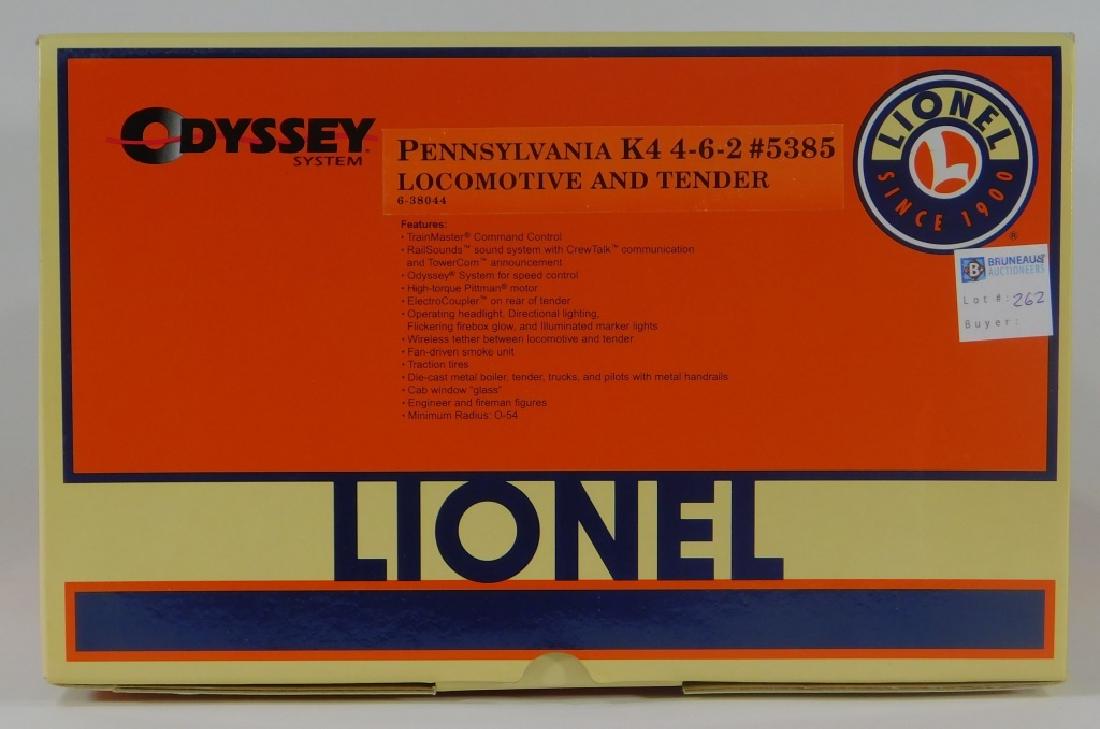 ODYSSEY
SYSTEM®
PENNSYLVANIA K4 4-6-2 #5385
LOCOMOTIVE AND TENDER
6-38044
Features:
• TrainMaster® Command Control
• RailSounds™ sound system with CrewTalk™ communication
and TowerCom™ announcement
• Odyssey® System for speed control
• High-torque Pittman® motor
• ElectroCoupler™ on rear of tender
• Operating headlight, Directional lighting,
Flickering firebox glow, and Illuminated marker lights
• Wireless tether between locomotive and tender
• Fan-driven smoke unit
• Traction tires
• Die-cast metal boiler, tender, trucks, and pilots with metal handrails
• Cab window "glass"
• Engineer and fireman figures
• Minimum Radius: O-54
LIONEL
L
SINCE 1900
®
B BRUNEAU&
AUCTIONEERS
Lot #: 262
Buyer:
LIONEL